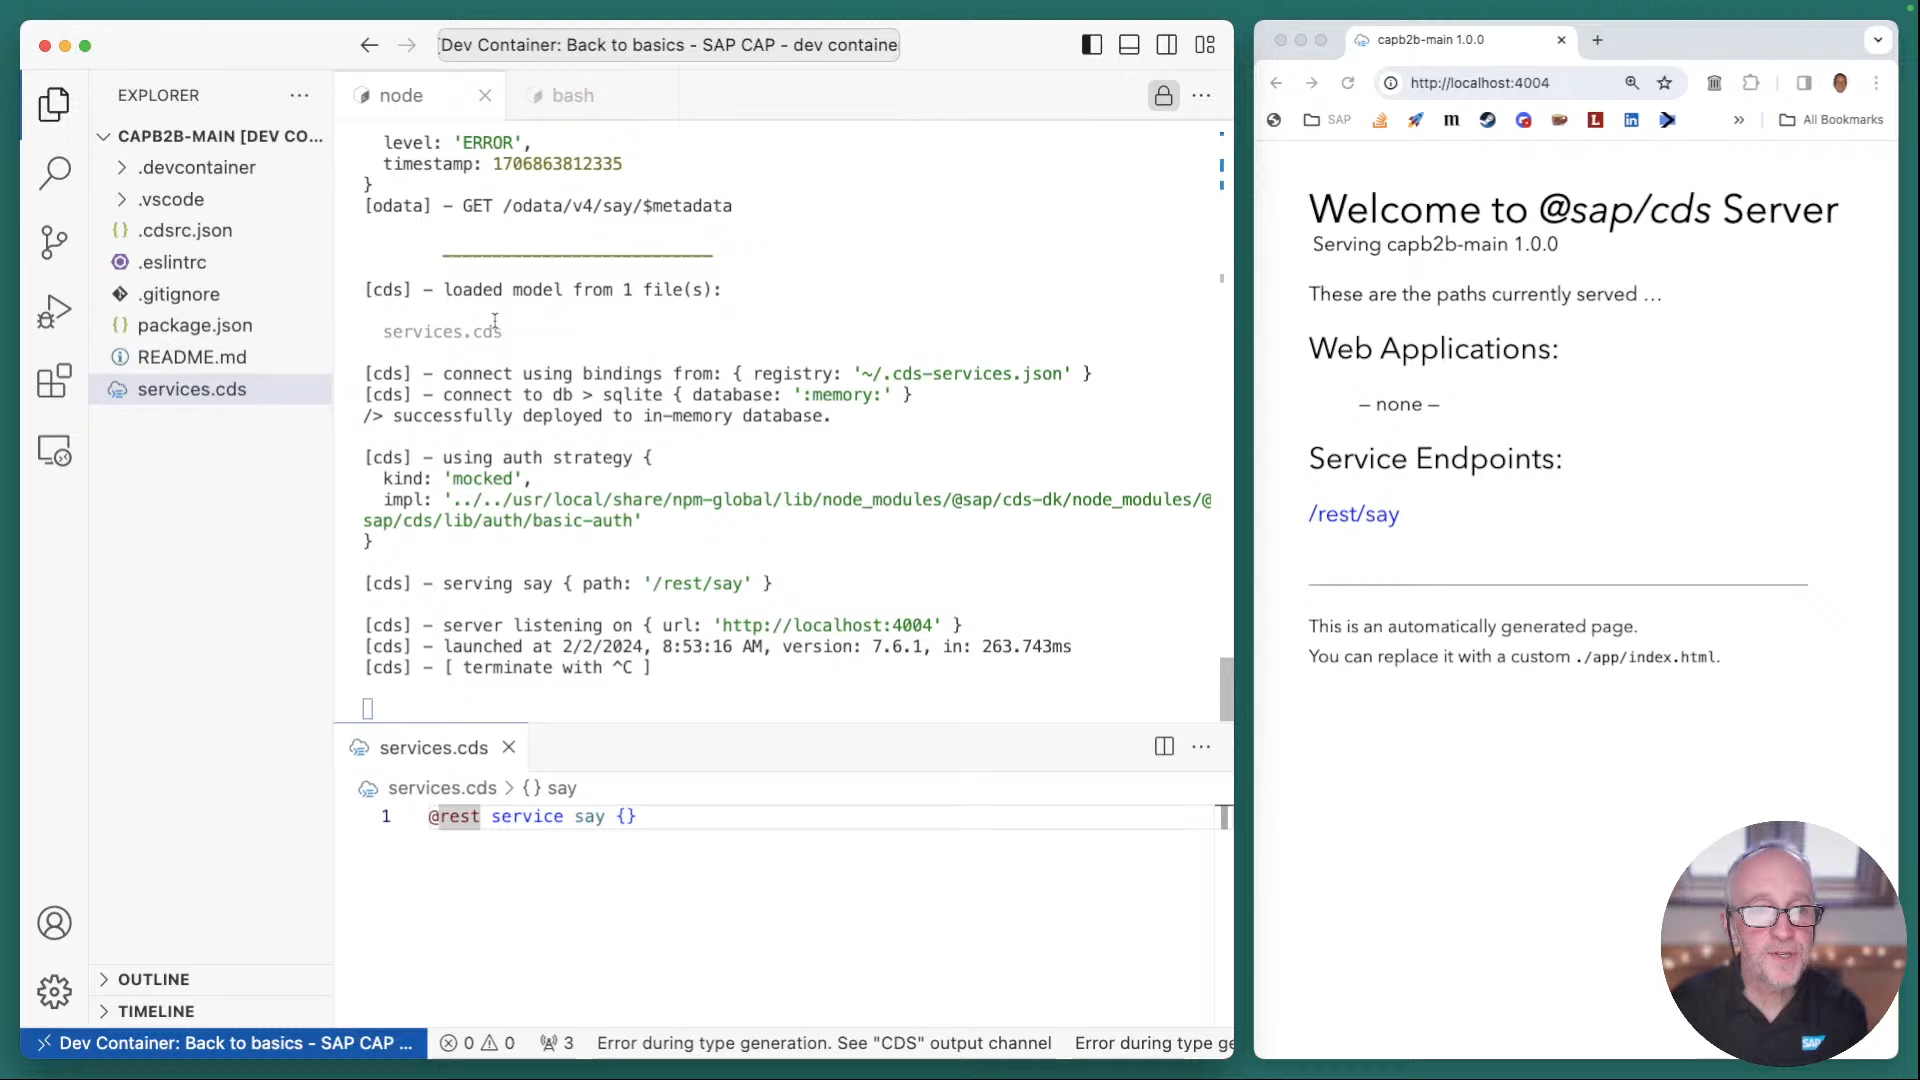 Dev Container: Back to basics - SAP CAP - dev containe
EXPLORER
CAPB2B-MAIN [DEV CO...
.devcontainer
.vscode
.cdsrc.json
.eslintrc
.gitignore
package.json
README.md
services.cds
OUTLINE
TIMELINE
node
bash
level: 'ERROR',
timestamp: 1706863812335
}
[odata] - GET /odata/v4/say/$metadata
[cds] - loaded model from 1 file(s):
services.cds
[cds] - connect using bindings from: { registry: '~/.cds-services.json' }
[cds] - connect to db > sqlite { database: ':memory:' }
/> successfully deployed to in-memory database.
[cds] - using auth strategy {
kind: 'mocked',
impl: '../../usr/local/share/npm-global/lib/node_modules/@sap/cds-dk/node_modules/@
sap/cds/lib/auth/basic-auth'
}
[cds] - serving say { path: '/rest/say' }
[cds] - server listening on { url: 'http://localhost:4004' }
[cds] - launched at 2/2/2024, 8:53:16 AM, version: 7.6.1, in: 263.743ms
[cds] - [ terminate with ^C ]
services.cds
services.cds > {} say
1 @rest service say {}
Dev Container: Back to basics - SAP CAP ...
0 0 3 Error during type generation. See "CDS" output channel Error during type ge
capb2b-main 1.0.0
http://localhost:4004
SAP m L in » All Bookmarks
Welcome to @sap/cds Server
Serving capb2b-main 1.0.0
These are the paths currently served …
Web Applications:
– none –
Service Endpoints:
/rest/say
This is an automatically generated page.
You can replace it with a custom ./app/index.html.
SAP